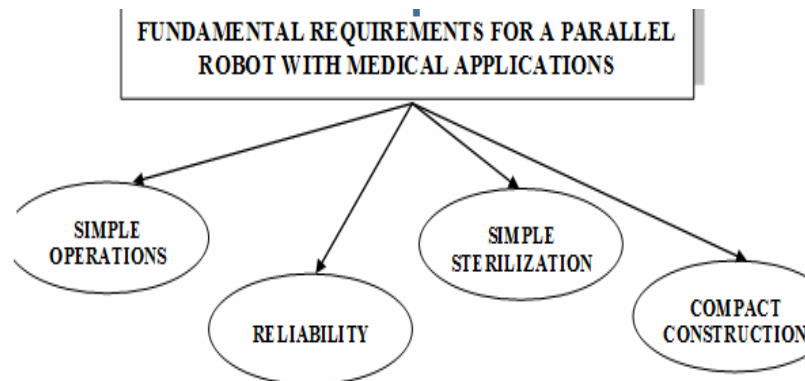 FUNDAMENTAL REQUIREMENTS FOR A PARALLEL
ROBOT WITH MEDICAL APPLICATIONS
SIMPLE
OPERATIONS
RELIABILITY
SIMPLE
STERILIZATION
COMPACT
CONSTRUCTION